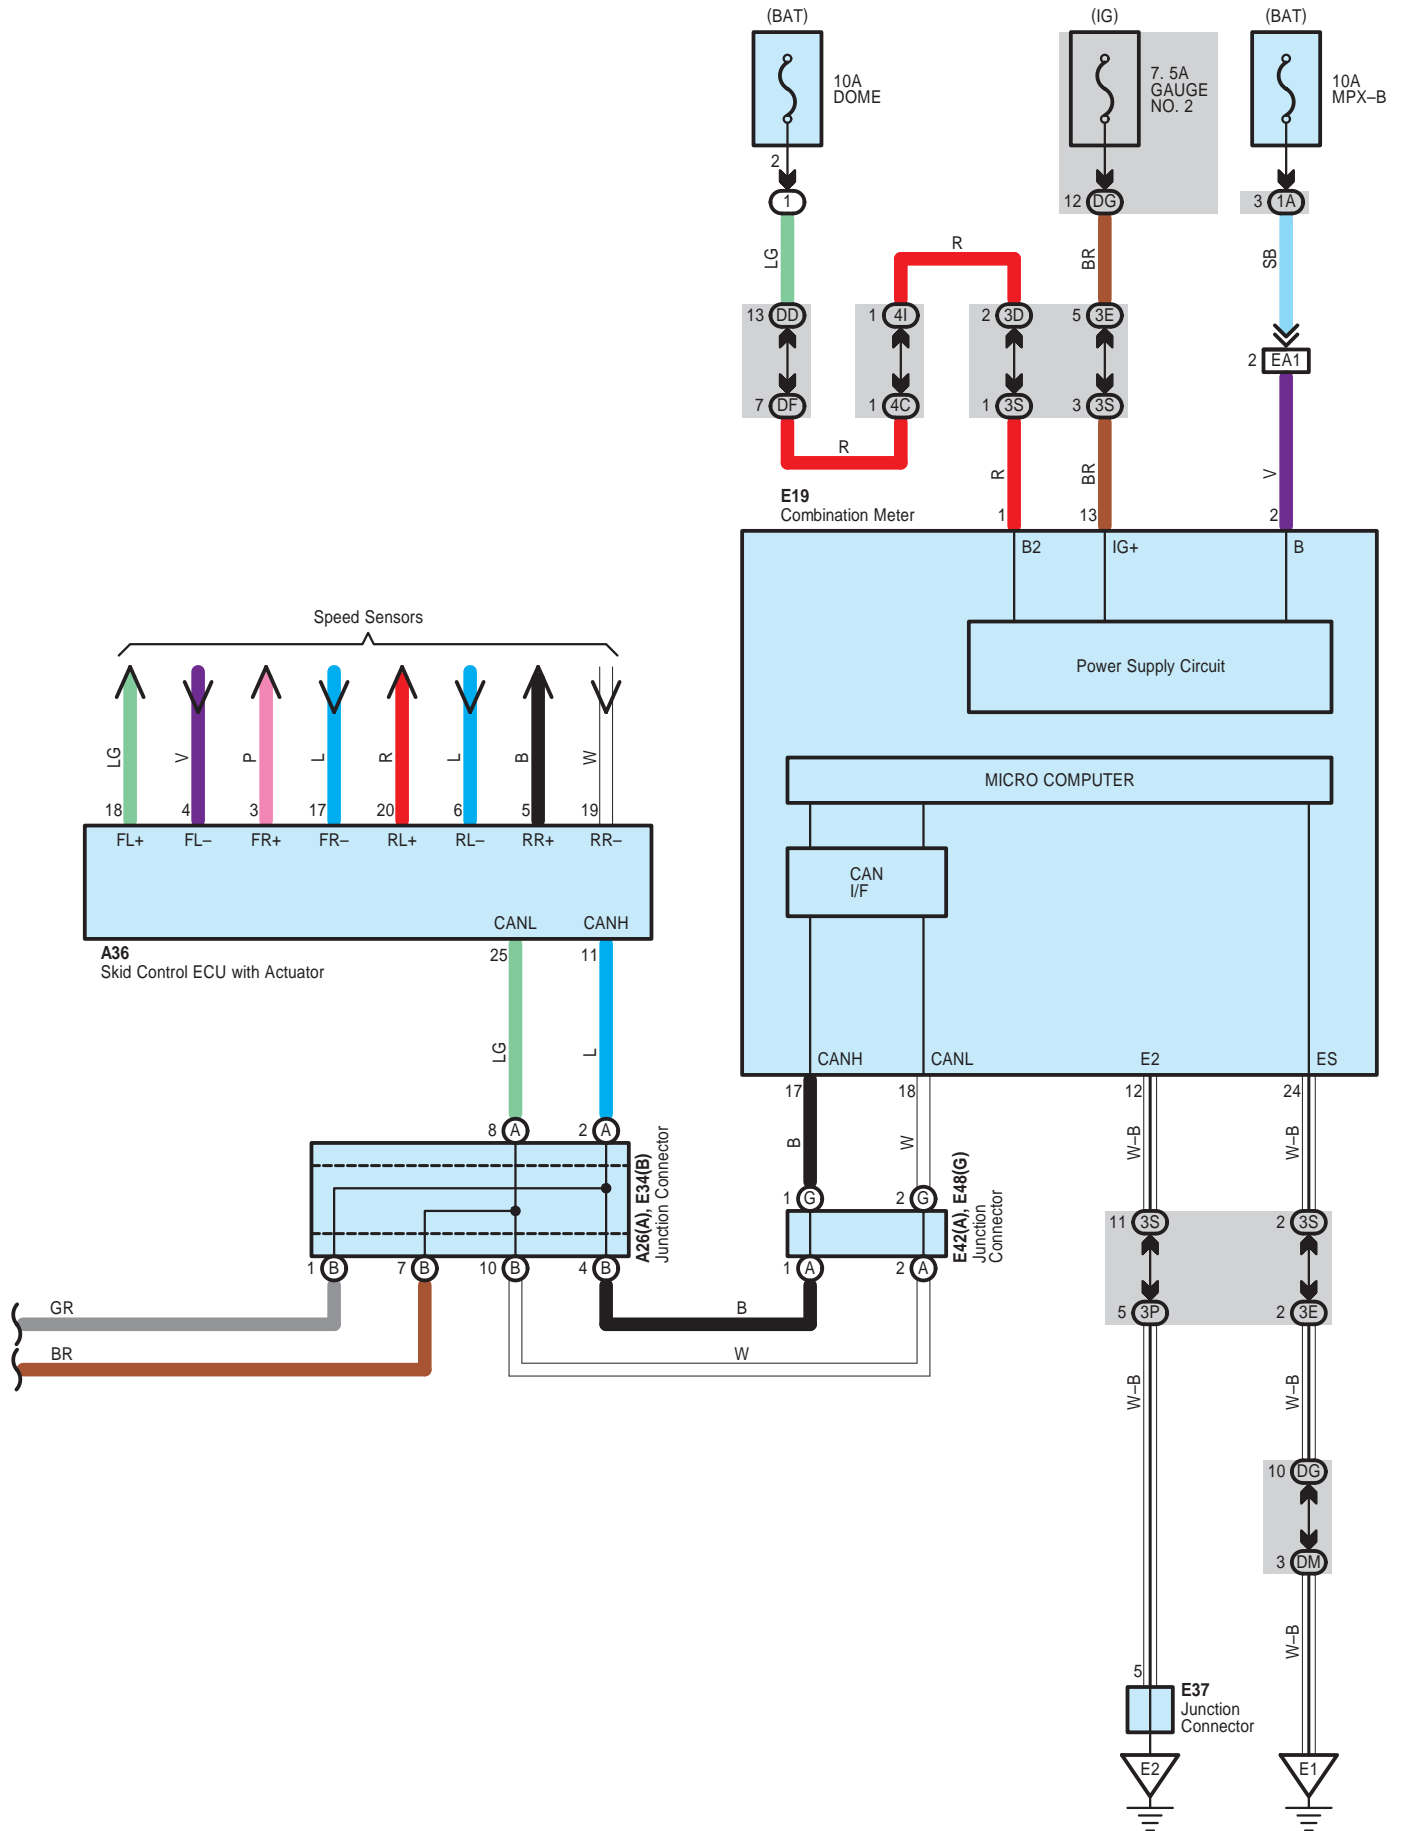 (BAT) (IG) (BAT)
10A
DOME
7. 5A
GAUGE
NO. 2
10A
MPX–B
2
1
12 DG
3 1A
LG
R
BR
SB
13 DD
1 4I
2 3D
5 3E
2 EA1
7 DF
1 4C
1 3S
3 3S
R
R
BR
V
E19
Combination Meter
1 13 2
B2 IG+ B
Speed Sensors
Power Supply Circuit
LG V P L R L B W
MICRO COMPUTER
18 4 3 17 20 6 5 19
FL+ FL– FR+ FR– RL+ RL– RR+ RR–
CAN
I/F
CANL CANH
A36
Skid Control ECU with Actuator
25 11
LG L
CANH CANL E2 ES
17 18 12 24
B W W–B W–B
8 A 2 A
A26(A), E34(B)
Junction Connector
1 G 2 G
E42(A), E48(G)
Junction
Connector
11 3S 2 3S
1 B 7 B 10 B 4 B
1 A 2 A
GR
B
5 3P 2 3E
BR
W
W–B W–B
10 DG
3 DM
W–B
5
E37
Junction
Connector
E2 E1